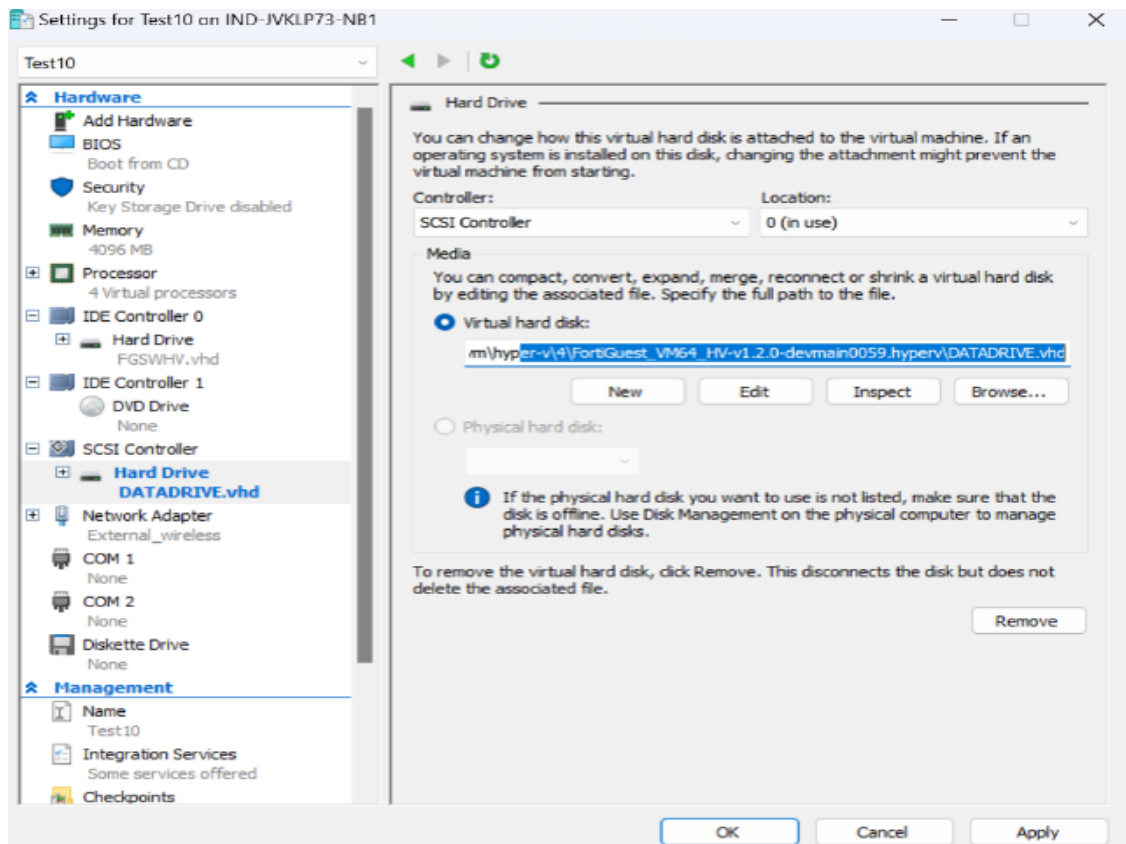 Settings for Test10 on IND-JVKLP73-NB1
Test10
Hardware
Add Hardware
BIOS
Boot from CD
Security
Key Storage Drive disabled
Memory
4096 MB
Processor
4 Virtual processors
IDE Controller 0
Hard Drive
FGSWHV.vhd
IDE Controller 1
DVD Drive
None
SCSI Controller
Hard Drive
DATADRIVE.vhd
Network Adapter
External_wireless
COM 1
None
COM 2
None
Diskette Drive
None
Management
Name
Test10
Integration Services
Some services offered
Checkpoints
Hard Drive
You can change how this virtual hard disk is attached to the virtual machine. If an
operating system is installed on this disk, changing the attachment might prevent the
virtual machine from starting.
Controller: Location:
SCSI Controller 0 (in use)
Media
You can compact, convert, expand, merge, reconnect or shrink a virtual hard disk
by editing the associated file. Specify the full path to the file.
Virtual hard disk:
vm\hyper-v\4\FortiGuest_VM64_HV-v1.2.0-devmain0059.hyperv\DATADRIVE.vhd
New Edit Inspect Browse...
Physical hard disk:
If the physical hard disk you want to use is not listed, make sure that the
disk is offline. Use Disk Management on the physical computer to manage
physical hard disks.
To remove the virtual hard disk, click Remove. This disconnects the disk but does not
delete the associated file.
Remove
OK Cancel Apply